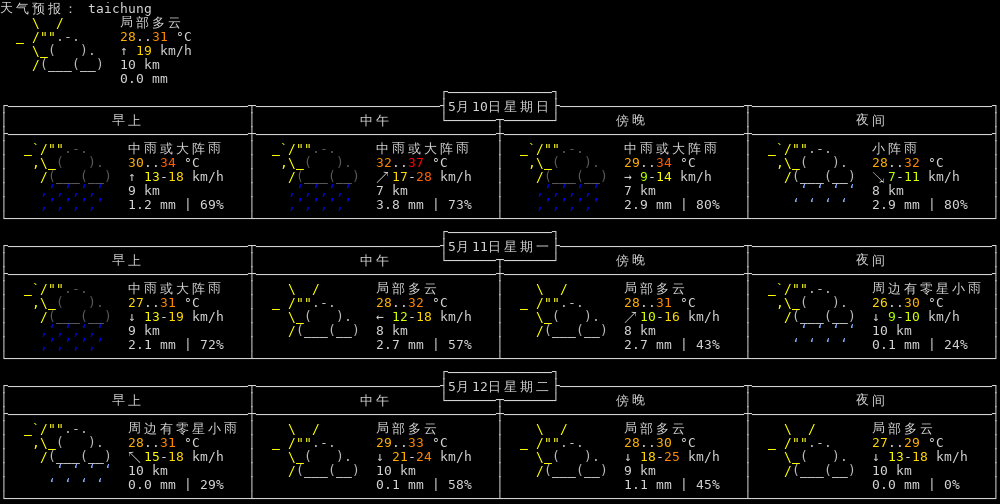 天气预报： taichung
局部多云
28..31 °C
↑ 19 km/h
10 km
0.0 mm
5月10日星期日
早上 中午 傍晚 夜间
中雨或大阵雨 中雨或大阵雨 中雨或大阵雨 小阵雨
30..34 °C 32..37 °C 29..34 °C 28..32 °C
↑ 13-18 km/h ↗ 17-28 km/h → 9-14 km/h ↘ 7-11 km/h
9 km 7 km 7 km 8 km
1.2 mm | 69% 3.8 mm | 73% 2.9 mm | 80% 2.9 mm | 80%
5月11日星期一
早上 中午 傍晚 夜间
中雨或大阵雨 局部多云 局部多云 周边有零星小雨
27..31 °C 28..32 °C 28..31 °C 26..30 °C
↓ 13-19 km/h ← 12-18 km/h ↗ 10-16 km/h ↓ 9-10 km/h
9 km 8 km 8 km 10 km
2.1 mm | 72% 2.7 mm | 57% 2.7 mm | 43% 0.1 mm | 24%
5月12日星期二
早上 中午 傍晚 夜间
周边有零星小雨 局部多云 局部多云 局部多云
28..31 °C 29..33 °C 28..30 °C 27..29 °C
↖ 15-18 km/h ↓ 21-24 km/h ↓ 18-25 km/h ↓ 13-18 km/h
10 km 10 km 9 km 10 km
0.0 mm | 29% 0.1 mm | 58% 1.1 mm | 45% 0.0 mm | 0%